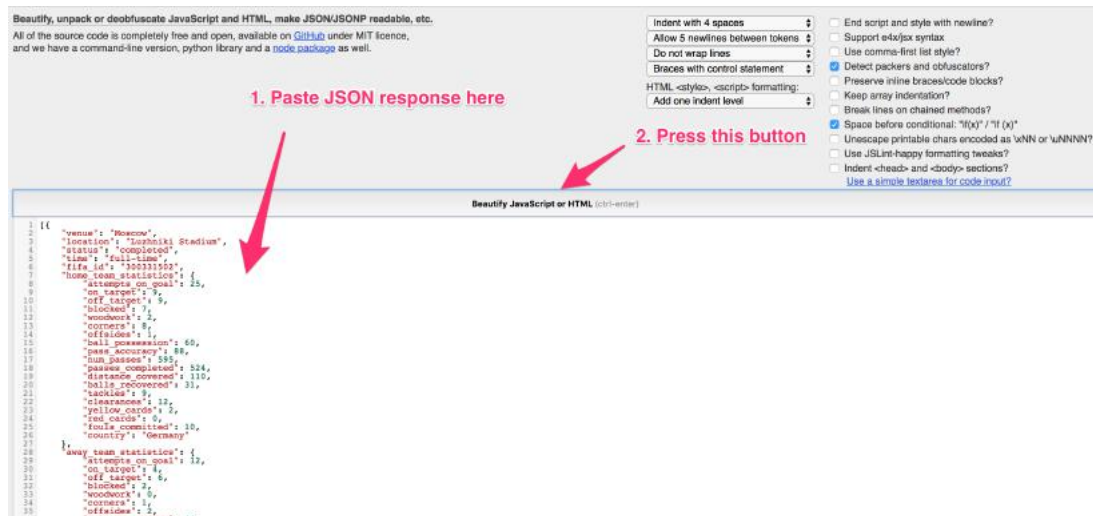 Beautify, unpack or deobfuscate JavaScript and HTML, make JSON/JSONP readable, etc.
All of the source code is completely free and open, available on GitHub under MIT licence,
and we have a command-line version, python library and a node package as well.
Indent with 4 spaces
Allow 5 newlines between tokens
Do not wrap lines
Braces with control statement
HTML <style>, <script> formatting:
Add one indent level
End script and style with newline?
Support e4x/jsx syntax
Use comma-first list style?
Detect packers and obfuscators?
Preserve inline braces/code blocks?
Keep array indentation?
Break lines on chained methods?
Space before conditional: "if(x)" / "if (x)"
Unescape printable chars encoded as \xNN or \uNNNN?
Use JSLint-happy formatting tweaks?
Indent <head> and <body> sections?
Use a simple textarea for code input?
1. Paste JSON response here
2. Press this button
Beautify JavaScript or HTML (ctrl-enter)
1 [{
2 "venue": "Moscow",
3 "location": "Luzhniki Stadium",
4 "status": "completed",
5 "time": "full-time",
6 "fifa_id": "300331502",
7 "home_team_statistics": {
8 "attempts_on_goal": 25,
9 "on_target": 9,
10 "off_target": 9,
11 "blocked": 7,
12 "woodwork": 2,
13 "corners": 8,
14 "offsides": 1,
15 "ball_possession": 60,
16 "pass_accuracy": 88,
17 "num_passes": 595,
18 "passes_completed": 524,
19 "distance_covered": 110,
20 "balls_recovered": 31,
21 "tackles": 9,
22 "clearances": 12,
23 "yellow_cards": 2,
24 "red_cards": 0,
25 "fouls_committed": 10,
26 "country": "Germany"
27 },
28 "away_team_statistics": {
29 "attempts_on_goal": 12,
30 "on_target": 4,
31 "off_target": 6,
32 "blocked": 2,
33 "woodwork": 0,
34 "corners": 1,
35 "offsides": 2,